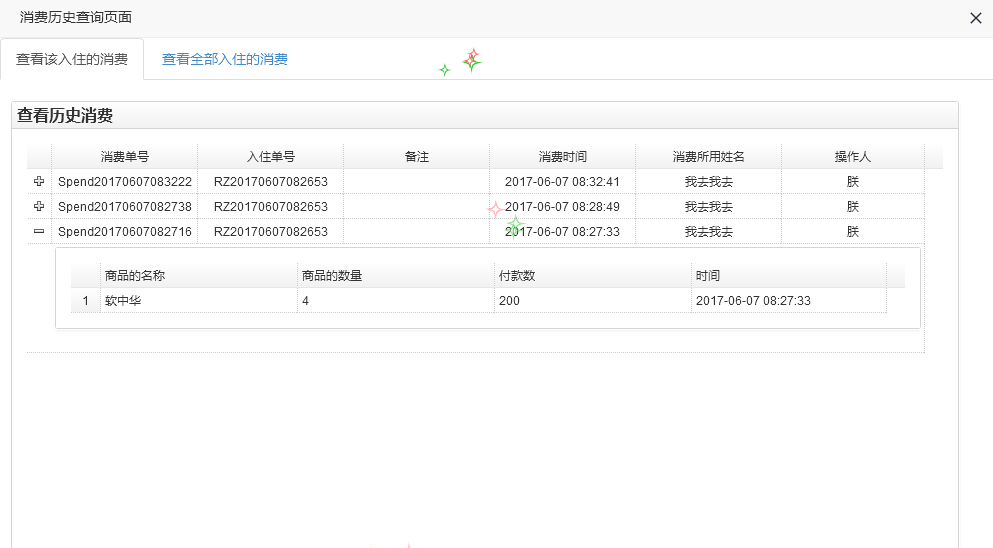 消费历史查询页面
查看该入住的消费 查看全部入住的消费
查看历史消费
消费单号 入住单号 备注 消费时间 消费所用姓名 操作人
Spend20170607083222 RZ20170607082653 2017-06-07 08:32:41 我去我去 朕
Spend20170607082738 RZ20170607082653 2017-06-07 08:28:49 我去我去 朕
Spend20170607082716 RZ20170607082653 2017-06-07 08:27:33 我去我去 朕
商品的名称 商品的数量 付款数 时间
1 软中华 4 200 2017-06-07 08:27:33